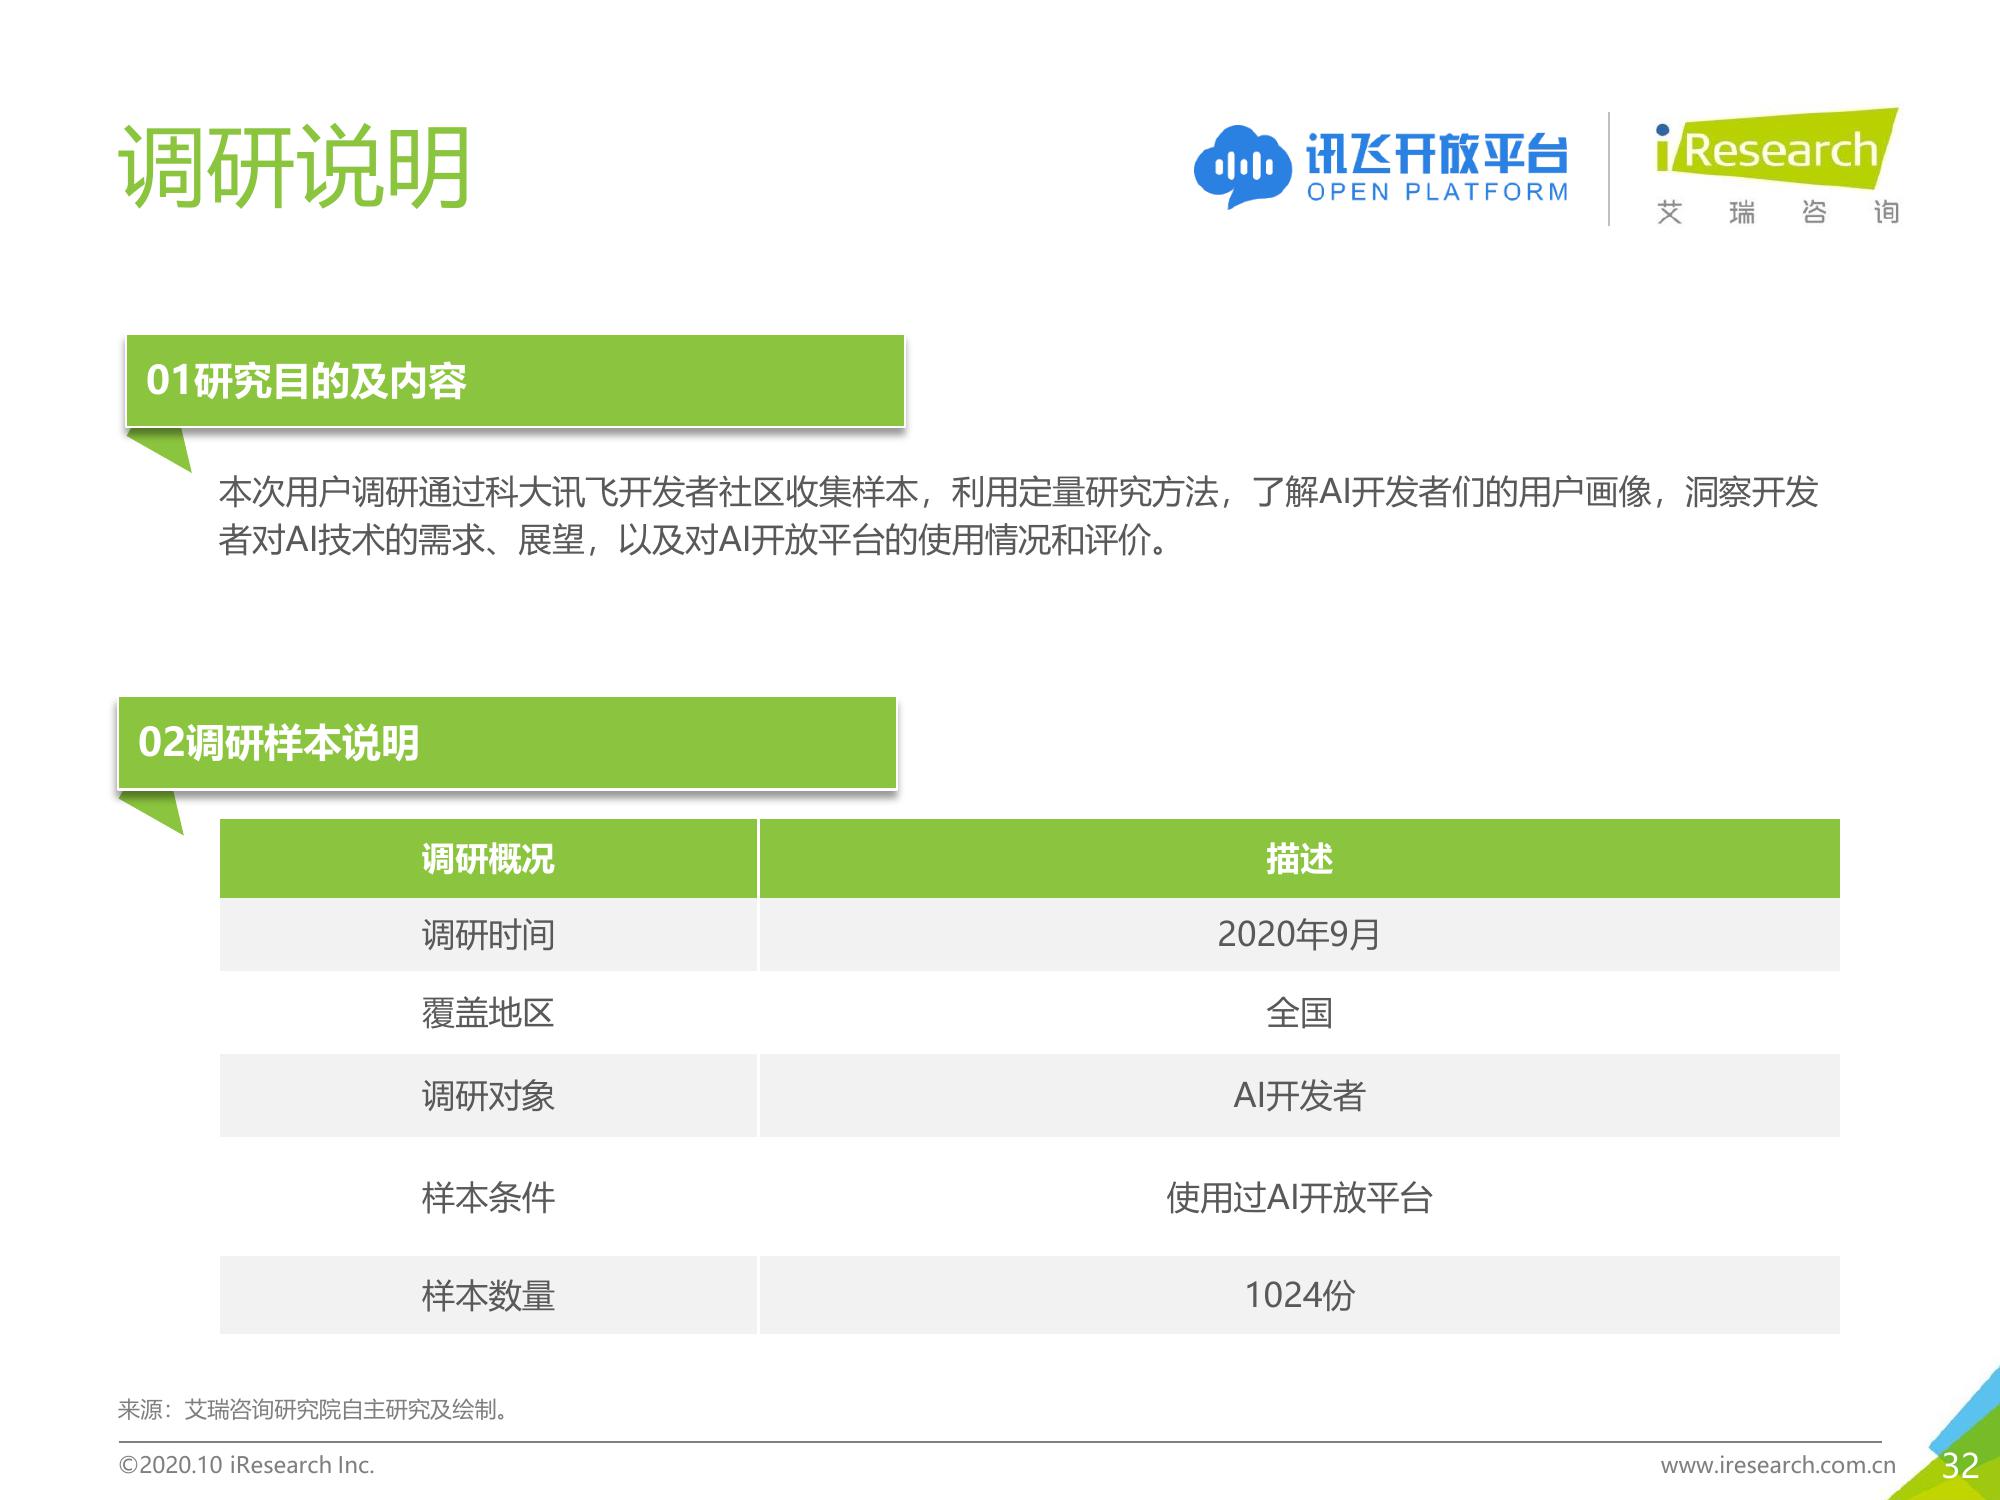 调研说明
讯飞开放平台
OPEN PLATFORM
iResearch
艾瑞咨询
01研究目的及内容
本次用户调研通过科大讯飞开发者社区收集样本，利用定量研究方法，了解AI开发者们的用户画像，洞察开发
者对AI技术的需求、展望，以及对AI开放平台的使用情况和评价。
02调研样本说明
调研概况 描述
调研时间 2020年9月
覆盖地区 全国
调研对象 AI开发者
样本条件 使用过AI开放平台
样本数量 1024份
来源：艾瑞咨询研究院自主研究及绘制。
©2020.10 iResearch Inc. www.iresearch.com.cn 32